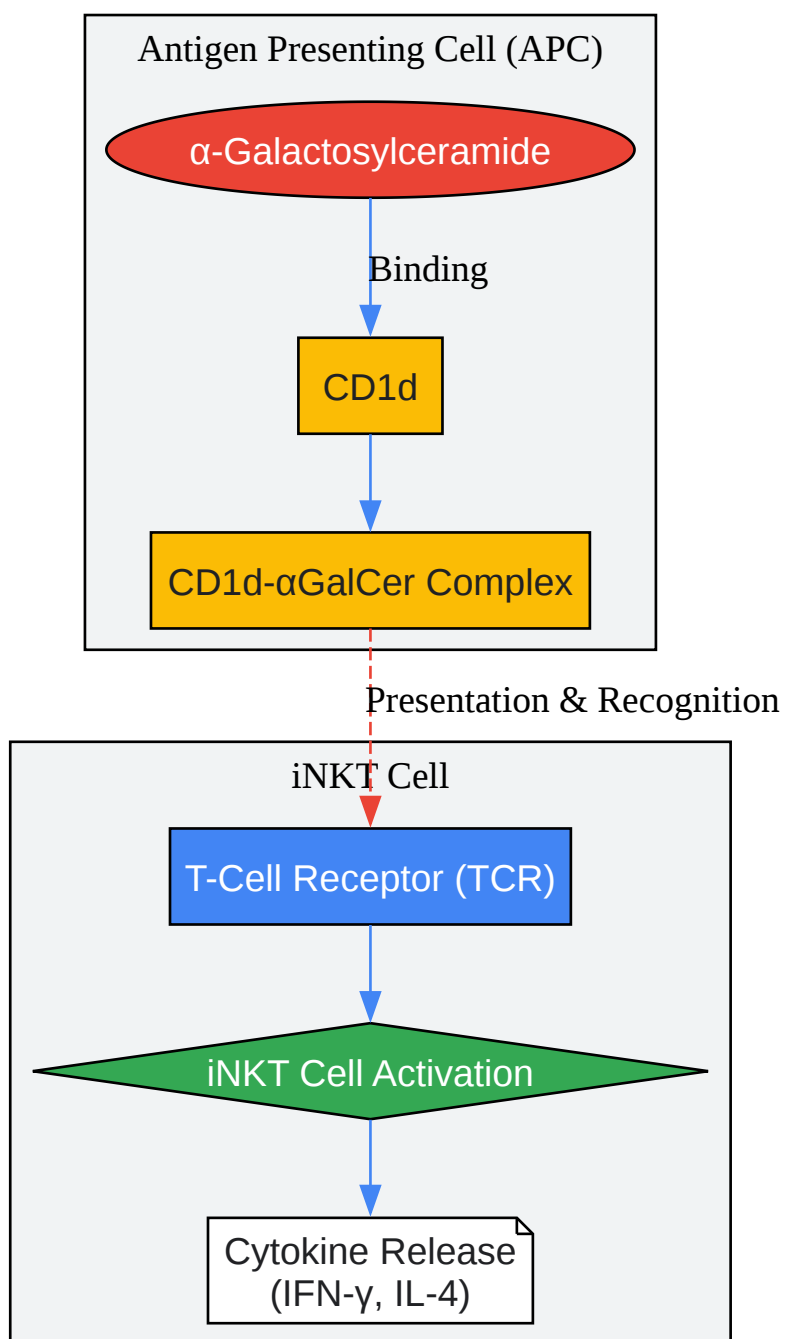 Antigen Presenting Cell (APC)
α-Galactosylceramide
Binding
CD1d
CD1d-αGalCer Complex
Presentation & Recognition
iNKT Cell
T-Cell Receptor (TCR)
iNKT Cell Activation
Cytokine Release
(IFN-γ, IL-4)